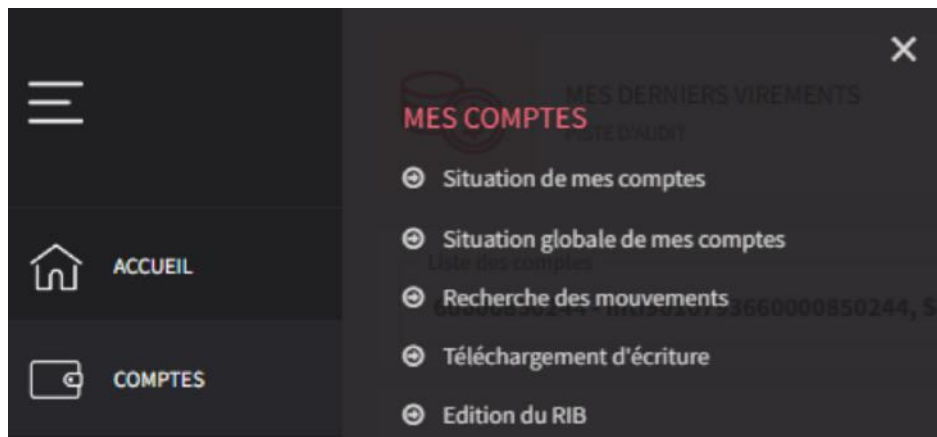 MES DERNIERS VIREMENTS
MES COMPTES
PISTE D'AUDIT
Situation de mes comptes
Situation globale de mes comptes
Liste des comptes
Recherche des mouvements
Téléchargement d'écriture
Edition du RIB
ACCUEIL
COMPTES